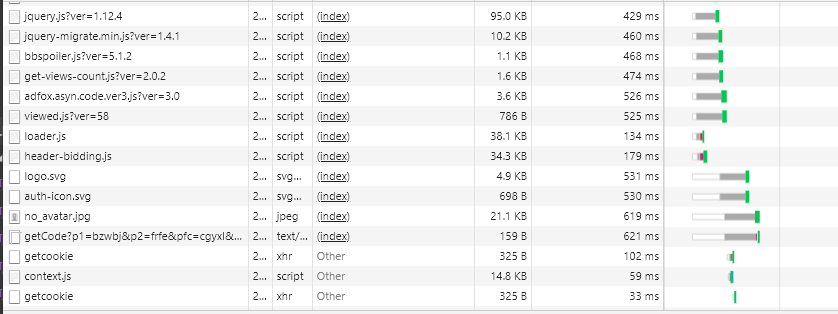 jquery.js?ver=1.12.4 2... script (index) 95.0 KB 429 ms
jquery-migrate.min.js?ver=1.4.1 2... script (index) 10.2 KB 460 ms
bbspoiler.js?ver=5.1.2 2... script (index) 1.1 KB 468 ms
get-views-count.js?ver=2.0.2 2... script (index) 1.6 KB 474 ms
adfox.asyn.code.ver3.js?ver=3.0 2... script (index) 3.6 KB 526 ms
viewed.js?ver=58 2... script (index) 786 B 525 ms
loader.js 2... script (index) 38.1 KB 134 ms
header-bidding.js 2... script (index) 34.3 KB 179 ms
logo.svg 2... svg... (index) 4.9 KB 531 ms
auth-icon.svg 2... svg... (index) 698 B 530 ms
no_avatar.jpg 2... jpeg (index) 21.1 KB 619 ms
getCode?p1=bzwbj&p2=frfe&pfc=cgyxl&... 2... text/... (index) 159 B 621 ms
getcookie 2... xhr Other 325 B 102 ms
context.js 2... script Other 14.8 KB 59 ms
getcookie 2... xhr Other 325 B 33 ms